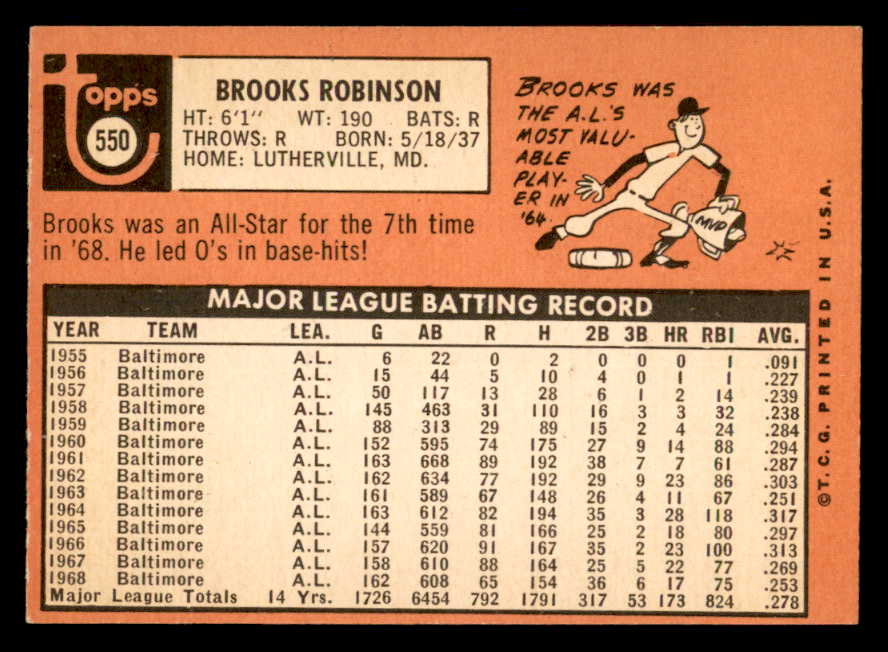 Topps
550
BROOKS ROBINSON
HT: 6'1" WT: 190 BATS: R
THROWS: R BORN: 5/18/37
HOME: LUTHERVILLE, MD.
BROOKS WAS
THE A.L.'S
MOST VALU-
ABLE
PLAY-
ER IN
'64.
MVP
Brooks was an All-Star for the 7th time
in '68. He led O's in base-hits!
MAJOR LEAGUE BATTING RECORD
YEAR TEAM LEA. G AB R H 2B 3B HR RBI AVG.
1955 Baltimore A.L. 6 22 0 2 0 0 0 1 .091
1956 Baltimore A.L. 15 44 5 10 4 0 1 1 .227
1957 Baltimore A.L. 50 117 13 28 6 1 2 14 .239
1958 Baltimore A.L. 145 463 31 110 16 3 3 32 .238
1959 Baltimore A.L. 88 313 29 89 15 2 4 24 .284
1960 Baltimore A.L. 152 595 74 175 27 9 14 88 .294
1961 Baltimore A.L. 163 668 89 192 38 7 7 61 .287
1962 Baltimore A.L. 162 634 77 192 29 9 23 86 .303
1963 Baltimore A.L. 161 589 67 148 26 4 11 67 .251
1964 Baltimore A.L. 163 612 82 194 35 3 28 118 .317
1965 Baltimore A.L. 144 559 81 166 25 2 18 80 .297
1966 Baltimore A.L. 157 620 91 167 35 2 23 100 .313
1967 Baltimore A.L. 158 610 88 164 25 5 22 77 .269
1968 Baltimore A.L. 162 608 65 154 36 6 17 75 .253
Major League Totals 14 Yrs. 1726 6454 792 1791 317 53 173 824 .278
©T.C.G. PRINTED IN U.S.A.